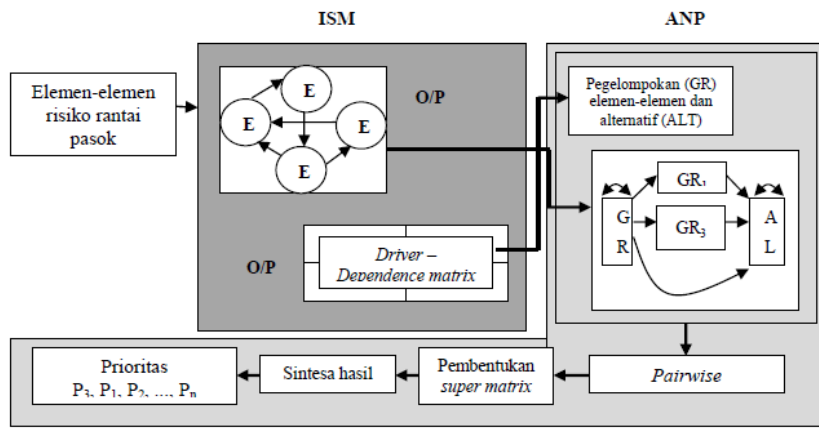 ISM
ANP
Elemen-elemen
risiko rantai
pasok
E
E
E
E
O/P
Pegelompokan (GR)
elemen-elemen dan
alternatif (ALT)
G
R
GR₁
GR₃
A
L
O/P
Driver –
Dependence matrix
Prioritas
P₃, P₁, P₂, ..., Pₙ
Sintesa hasil
Pembentukan
super matrix
Pairwise